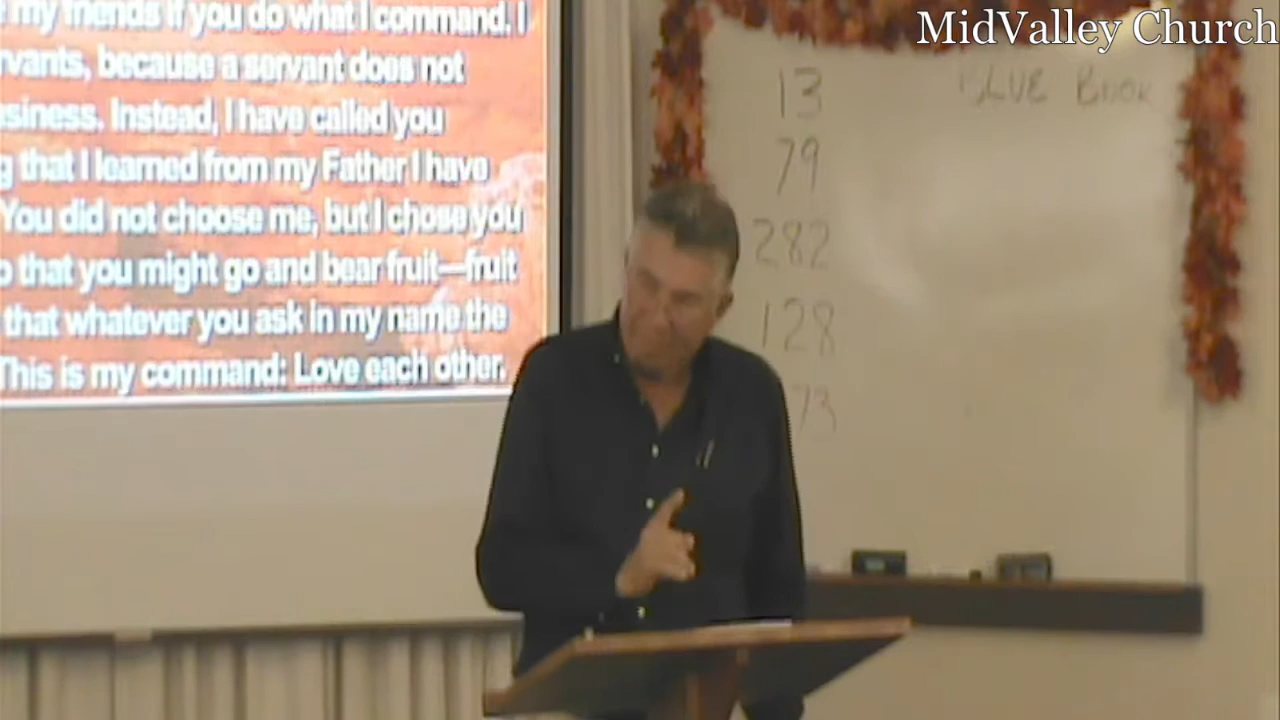 MidValley Church
my friends if you do what I command. I
rvants, because a servant does not
siness. Instead, I have called you
g that I learned from my Father I have
You did not choose me, but I chose you
o that you might go and bear fruit—fruit
that whatever you ask in my name the
This is my command: Love each other.
BLUE BOOK
13
79
282
128
73